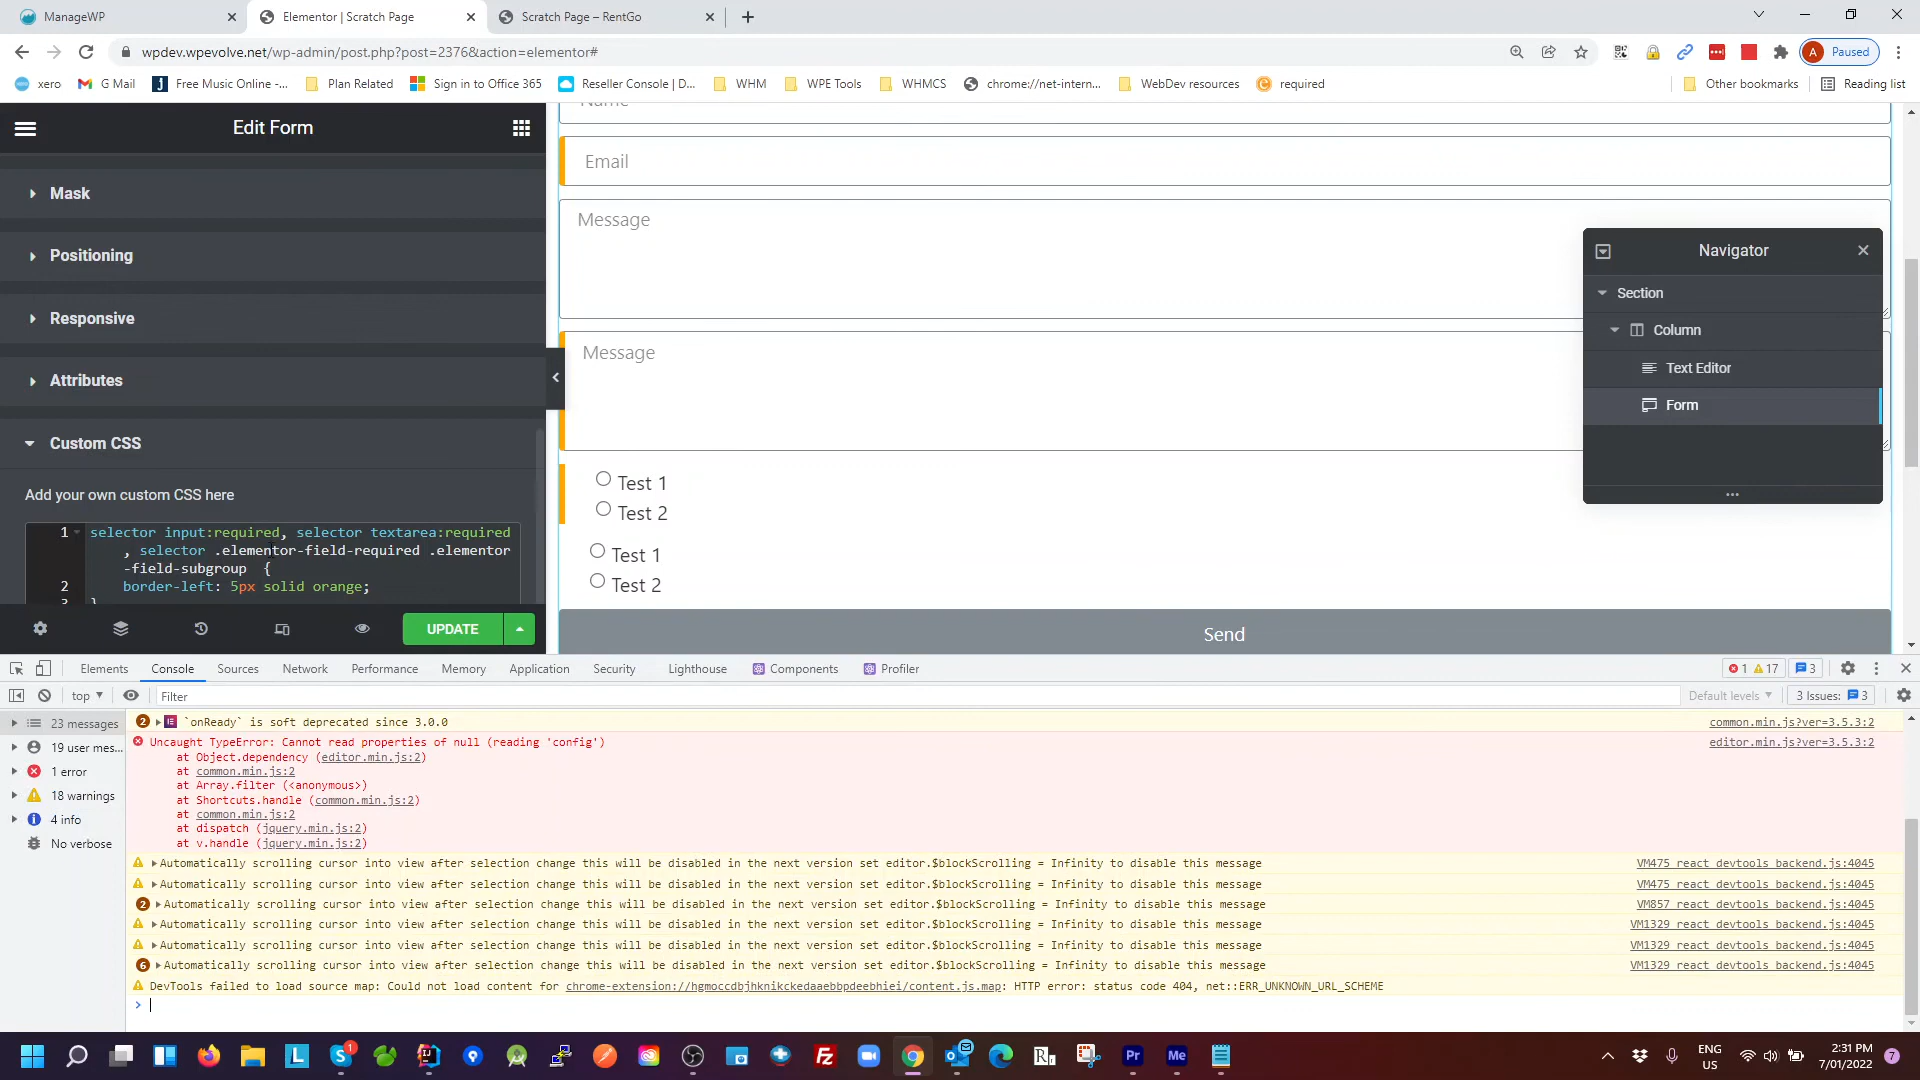 ManageWP
Elementor | Scratch Page
Scratch Page – RentGo
wpdev.wpevolve.net/wp-admin/post.php?post=2376&action=elementor#
A Paused
xero
G Mail
Free Music Online -...
Plan Related
Sign in to Office 365
Reseller Console | D...
WHM
WPE Tools
WHMCS
chrome://net-intern...
WebDev resources
required
Other bookmarks
Reading list
Edit Form
Mask
Positioning
Responsive
Attributes
Custom CSS
Add your own custom CSS here
1 selector input:required, selector textarea:required
, selector .elementor-field-required .elementor
-field-subgroup {
2 border-left: 5px solid orange;
3 }
UPDATE
Name
Email
Message
Message
Test 1
Test 2
Test 1
Test 2
Send
Navigator
Section
Column
Text Editor
Form
Elements
Console
Sources
Network
Performance
Memory
Application
Security
Lighthouse
Components
Profiler
1 17 3
top
Filter
Default levels
3 Issues: 3
23 messages
19 user mes...
1 error
18 warnings
4 info
No verbose
2 `onReady` is soft deprecated since 3.0.0 common.min.js?ver=3.5.3:2
Uncaught TypeError: Cannot read properties of null (reading 'config') editor.min.js?ver=3.5.3:2
at Object.dependency (editor.min.js:2)
at common.min.js:2
at Array.filter (<anonymous>)
at Shortcuts.handle (common.min.js:2)
at common.min.js:2
at dispatch (jquery.min.js:2)
at v.handle (jquery.min.js:2)
Automatically scrolling cursor into view after selection change this will be disabled in the next version set editor.$blockScrolling = Infinity to disable this message VM475 react devtools backend.js:4045
Automatically scrolling cursor into view after selection change this will be disabled in the next version set editor.$blockScrolling = Infinity to disable this message VM475 react devtools backend.js:4045
2 Automatically scrolling cursor into view after selection change this will be disabled in the next version set editor.$blockScrolling = Infinity to disable this message VM857 react devtools backend.js:4045
Automatically scrolling cursor into view after selection change this will be disabled in the next version set editor.$blockScrolling = Infinity to disable this message VM1329 react devtools backend.js:4045
Automatically scrolling cursor into view after selection change this will be disabled in the next version set editor.$blockScrolling = Infinity to disable this message VM1329 react devtools backend.js:4045
6 Automatically scrolling cursor into view after selection change this will be disabled in the next version set editor.$blockScrolling = Infinity to disable this message VM1329 react devtools backend.js:4045
DevTools failed to load source map: Could not load content for chrome-extension://hgmoccdbjhknikckedaaebbpdeebhiei/content.js.map: HTTP error: status code 404, net::ERR_UNKNOWN_URL_SCHEME
ENG
US
2:31 PM
7/01/2022
7